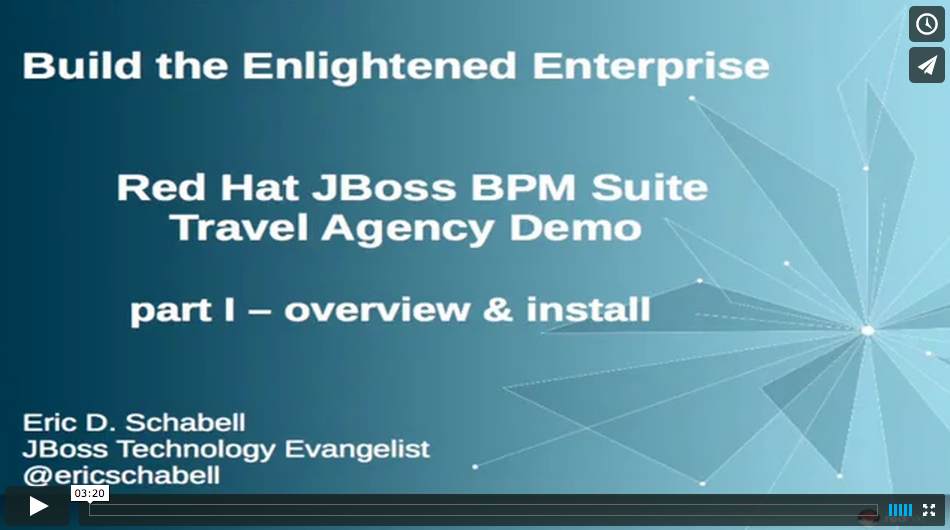 Build the Enlightened Enterprise
Red Hat JBoss BPM Suite
Travel Agency Demo
part I – overview & install
Eric D. Schabell
JBoss Technology Evangelist
@ericschabell
03:20